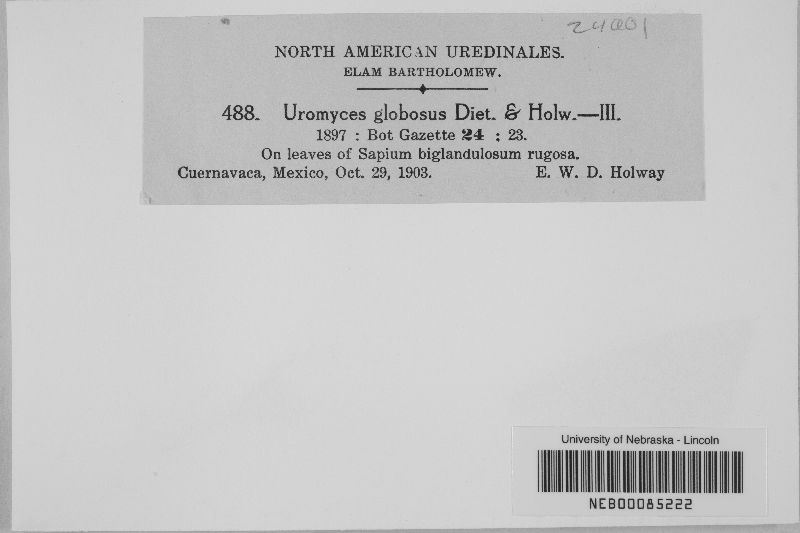 24001
NORTH AMERICAN UREDINALES.
ELAM BARTHOLOMEW.
488. Uromyces globosus Diet. & Holw.—III.
1897 : Bot Gazette 24 : 23.
On leaves of Sapium biglandulosum rugosa.
Cuernavaca, Mexico, Oct. 29, 1903. E. W. D. Holway
University of Nebraska - Lincoln
NEB00085222